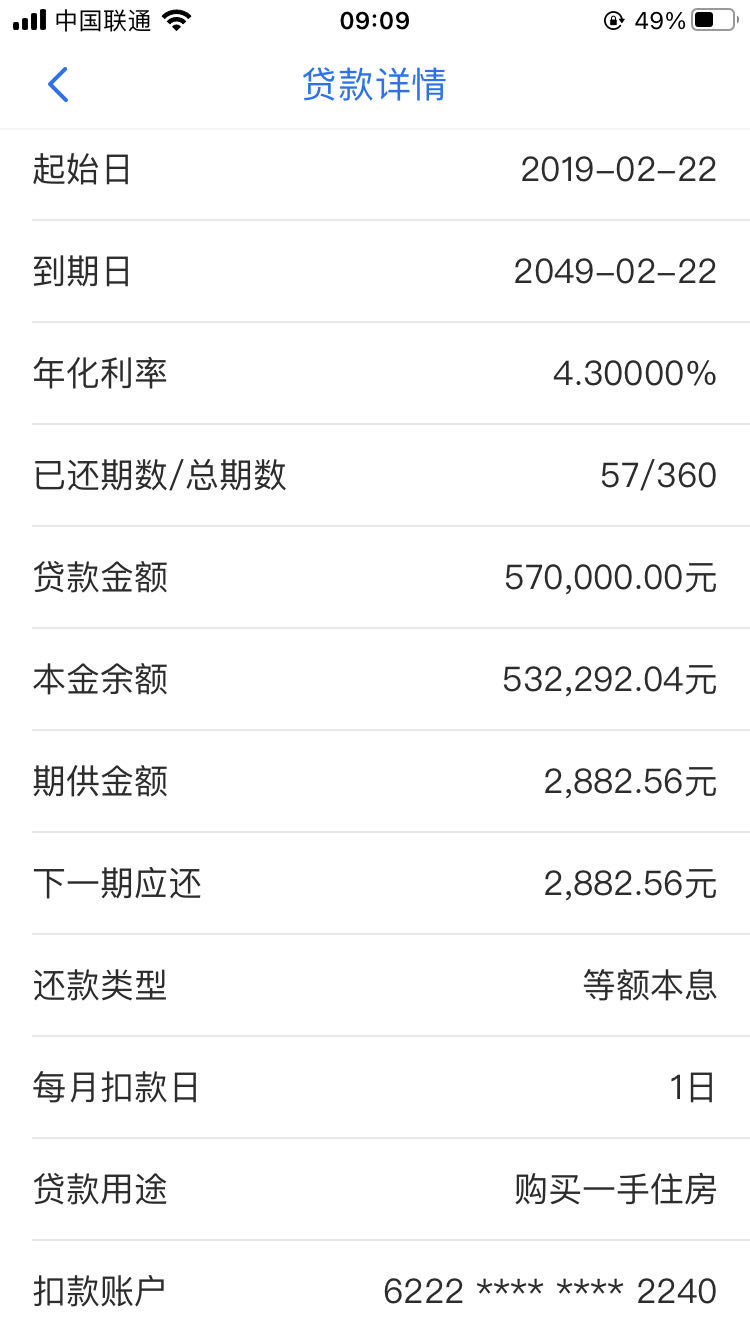 中国联通 09:09 49%
贷款详情
起始日 2019-02-22
到期日 2049-02-22
年化利率 4.30000%
已还期数/总期数 57/360
贷款金额 570,000.00元
本金余额 532,292.04元
期供金额 2,882.56元
下一期应还 2,882.56元
还款类型 等额本息
每月扣款日 1日
贷款用途 购买一手住房
扣款账户 6222 **** **** 2240